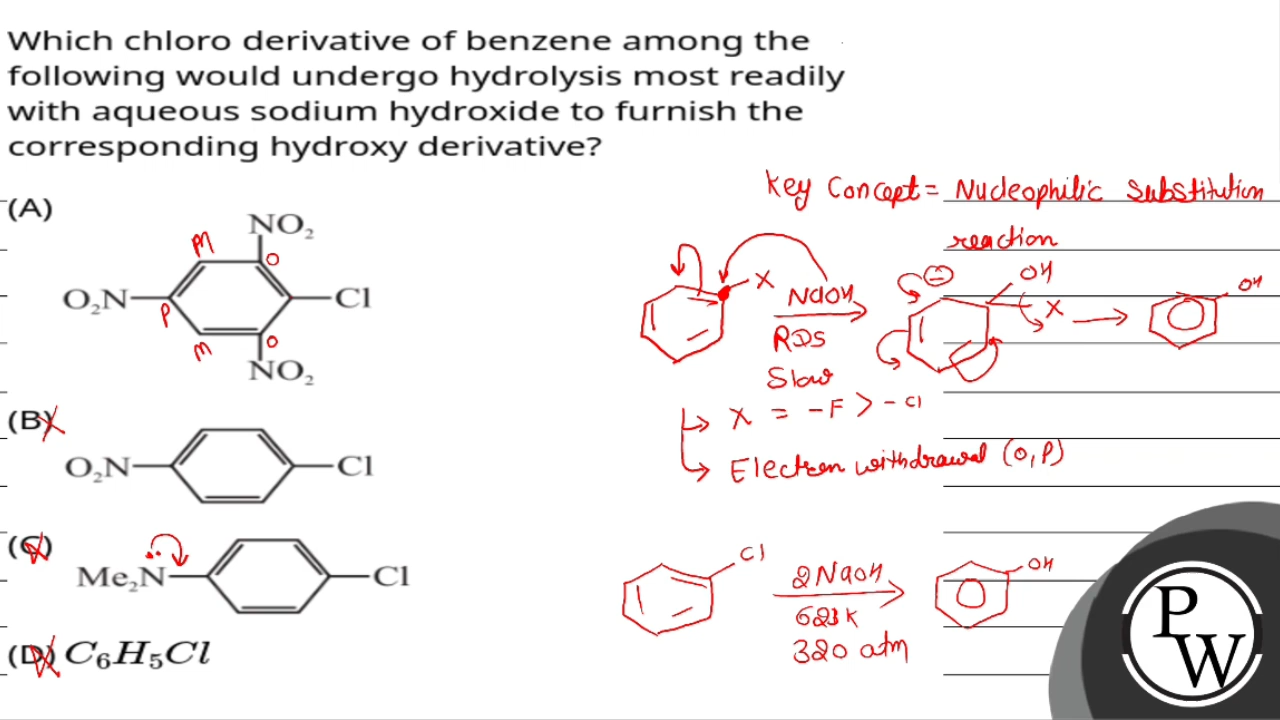 Which chloro derivative of benzene among the
following would undergo hydrolysis most readily
with aqueous sodium hydroxide to furnish the
corresponding hydroxy derivative?
Key Concept = Nucleophilic Substitution
reaction
(A)
NO₂
M
O
O₂N
Cl
P
M
O
NO₂
X
NaOH
RDS
Slow
⊖
OH
X
OH
X = -F > -Cl
Electron withdrawal (O, P)
(B)
O₂N
Cl
(C)
Me₂N
Cl
(D) C₆H₅Cl
Cl
2NaOH
623K
320 atm
OH
P
W